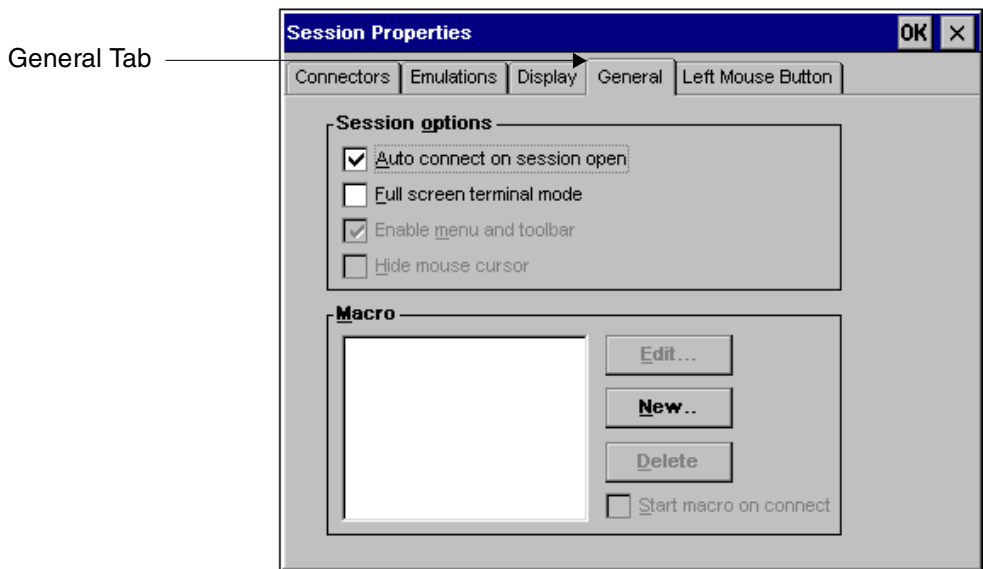 Session Properties OK
General Tab
Connectors Emulations Display General Left Mouse Button
Session options
Auto connect on session open
Full screen terminal mode
Enable menu and toolbar
Hide mouse cursor
Macro
Edit...
New..
Delete
Start macro on connect